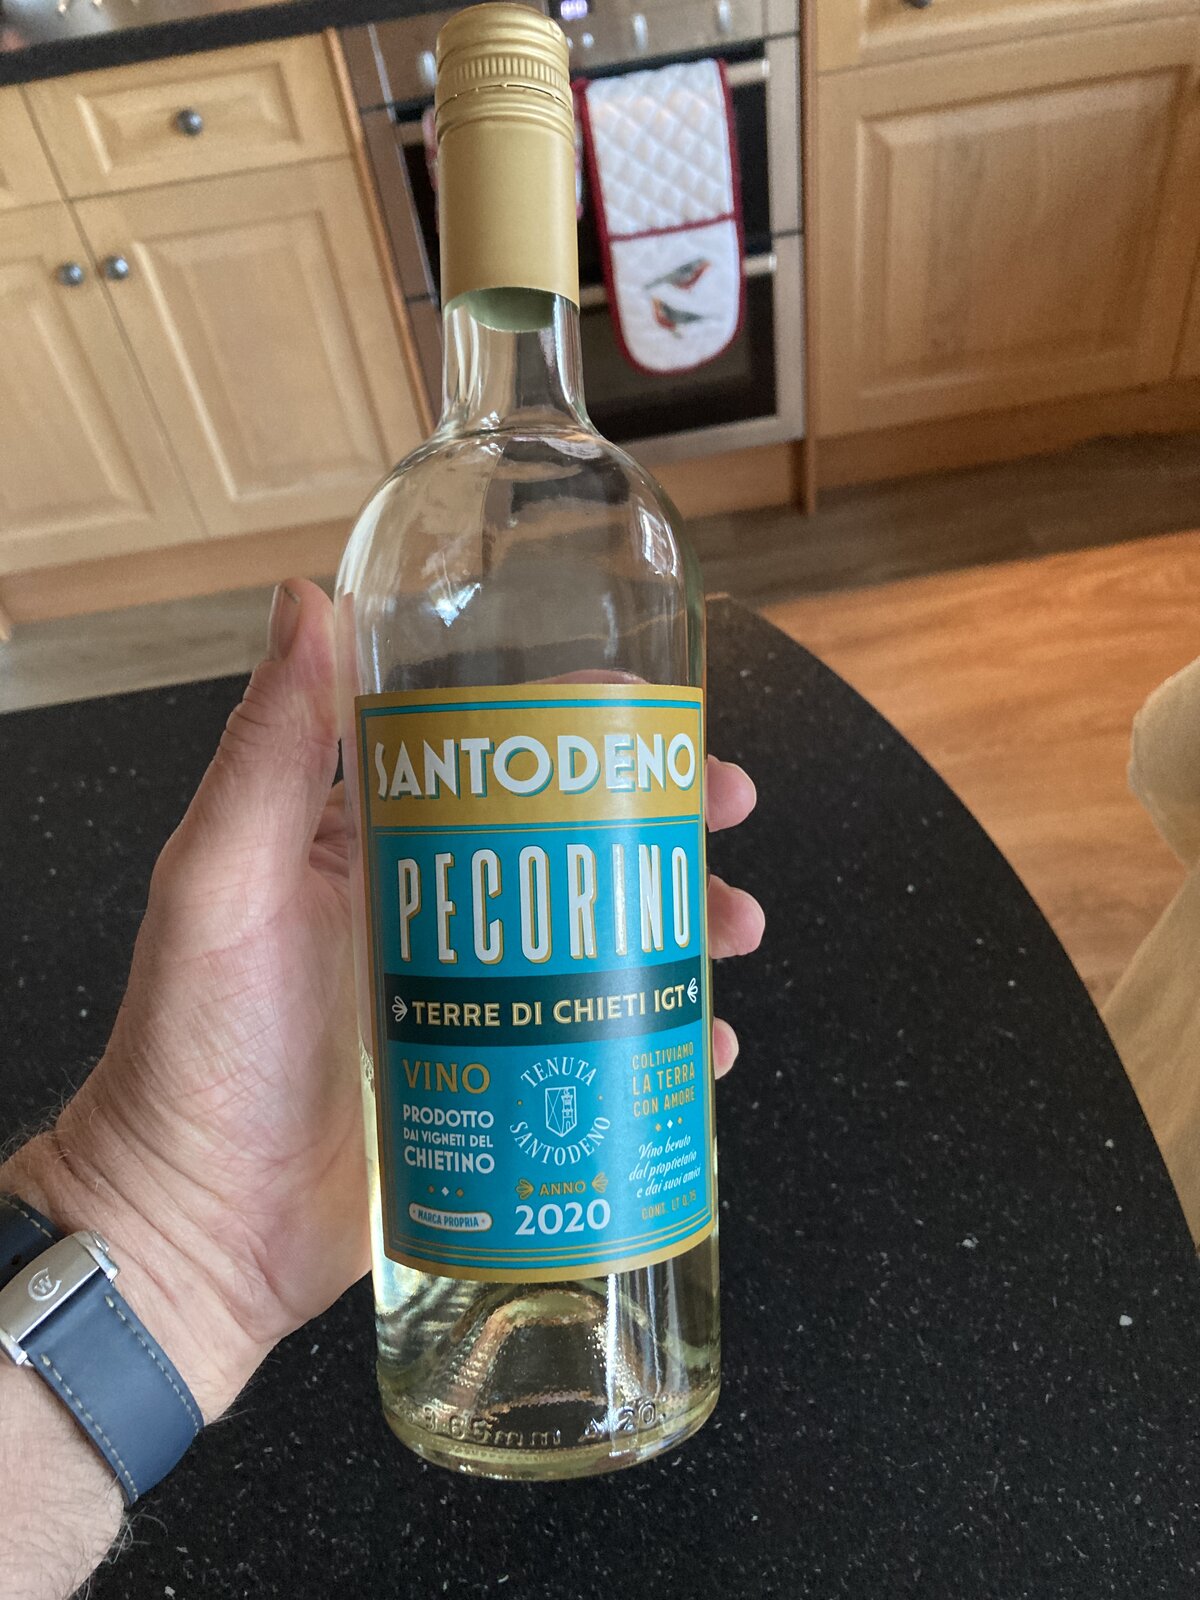 SANTODENO
PECORINO
TERRE DI CHIETI IGT
VINO
PRODOTTO
DAI VIGNETI DEL
CHIETINO
MARCA PROPRIA
TENUTA
SANTODENO
ANNO
2020
COLTIVIAMO
LA TERRA
CON AMORE
Vino bevuto
dal proprietario
e dai suoi amici
CONT. LT 0,75
65mm
W